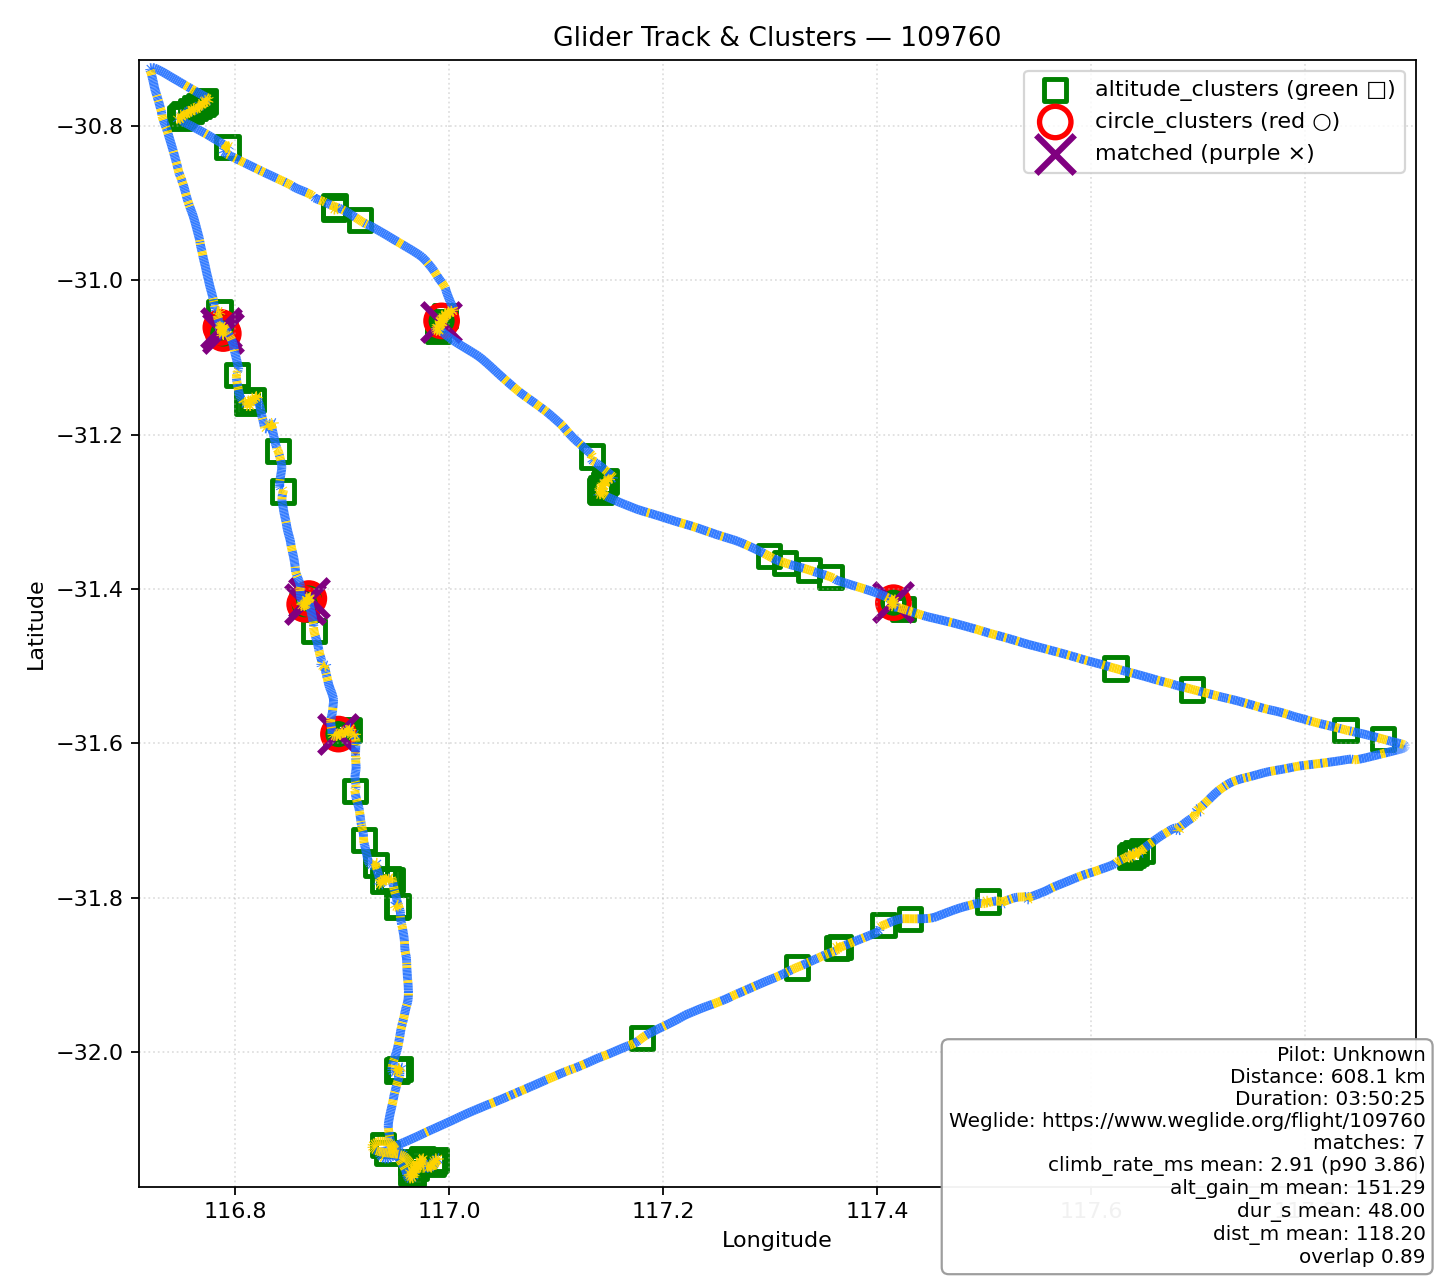 Glider Track & Clusters — 109760
altitude_clusters (green □)
circle_clusters (red ○)
matched (purple ×)
Latitude
−30.8
−31.0
−31.2
−31.4
−31.6
−31.8
−32.0
116.8
117.0
117.2
117.4
117.6
Longitude
Pilot: Unknown
Distance: 608.1 km
Duration: 03:50:25
Weglide: https://www.weglide.org/flight/109760
matches: 7
climb_rate_ms mean: 2.91 (p90 3.86)
alt_gain_m mean: 151.29
dur_s mean: 48.00
dist_m mean: 118.20
overlap 0.89